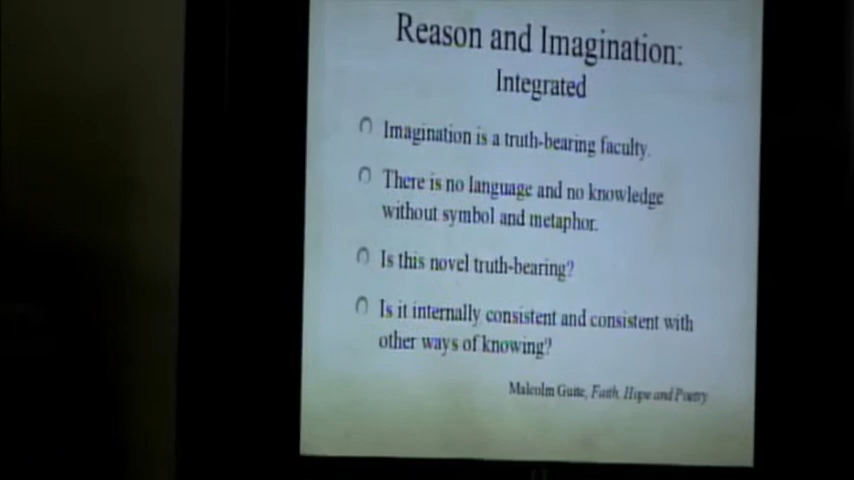 Reason and Imagination:
Integrated
Imagination is a truth-bearing faculty.
There is no language and no knowledge
without symbol and metaphor.
Is this novel truth-bearing?
Is it internally consistent and consistent with
other ways of knowing?
Malcolm Guite, Faith, Hope and Poetry